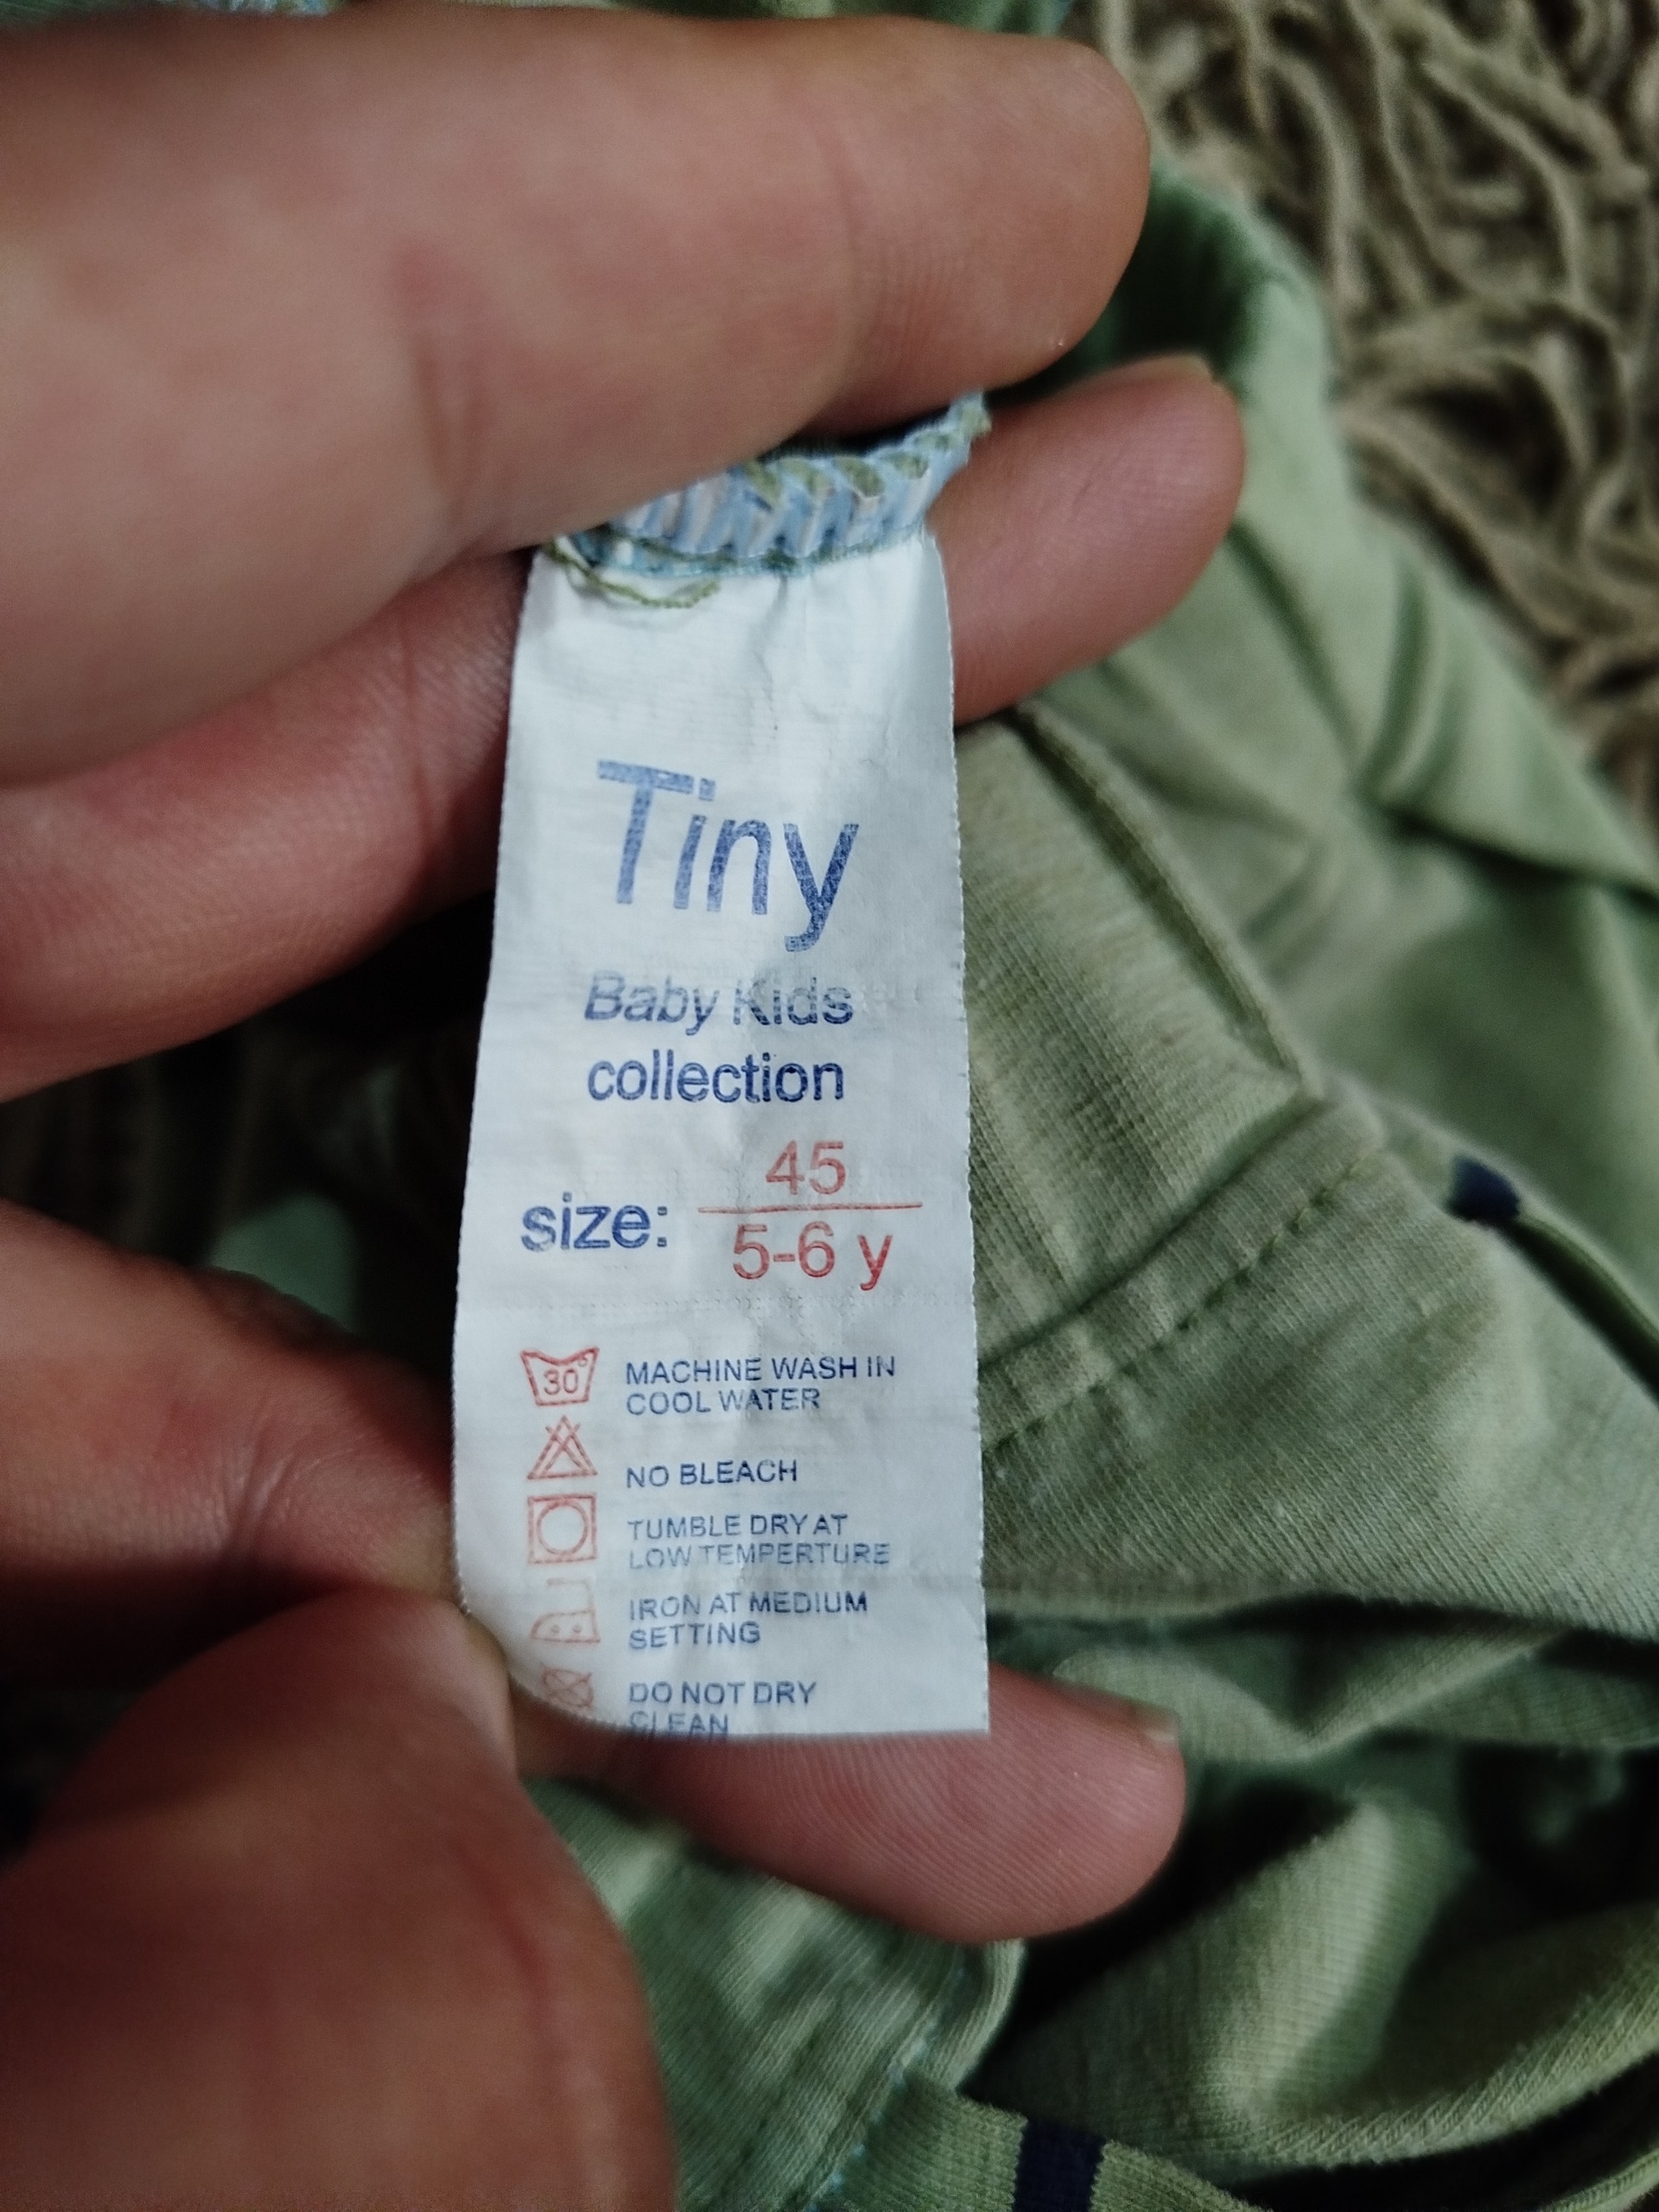 Tiny
Baby Kids
collection
size: 45
5-6 y
30°
MACHINE WASH IN
COOL WATER
NO BLEACH
TUMBLE DRY AT
LOW TEMPERTURE
IRON AT MEDIUM
SETTING
DO NOT DRY
CLEAN